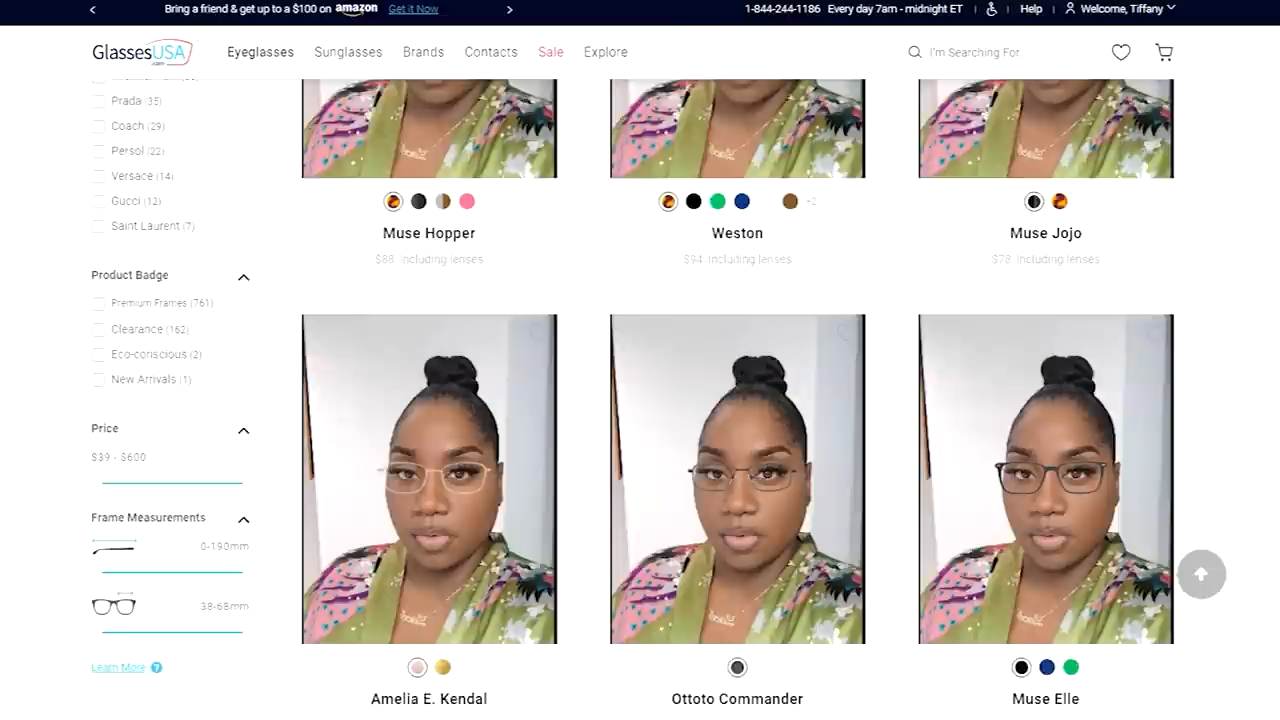 Bring a friend & get up to a $100 on amazon Get it Now
1-844-244-1186 Every day 7am - midnight ET
Help
Welcome, Tiffany
GlassesUSA.com
Eyeglasses
Sunglasses
Brands
Contacts
Sale
Explore
I'm Searching For
Prada (35)
Coach (29)
Persol (22)
Versace (14)
Gucci (12)
Saint Laurent (7)
Product Badge
Premium Frames (761)
Clearance (162)
Eco-conscious (2)
New Arrivals (1)
Price
$39 - $600
Frame Measurements
0-190mm
38-68mm
Learn More ?
+2
Muse Hopper
$88 Including lenses
Weston
$94 Including lenses
Muse Jojo
$78 Including lenses
Amelia E. Kendal
Ottoto Commander
Muse Elle